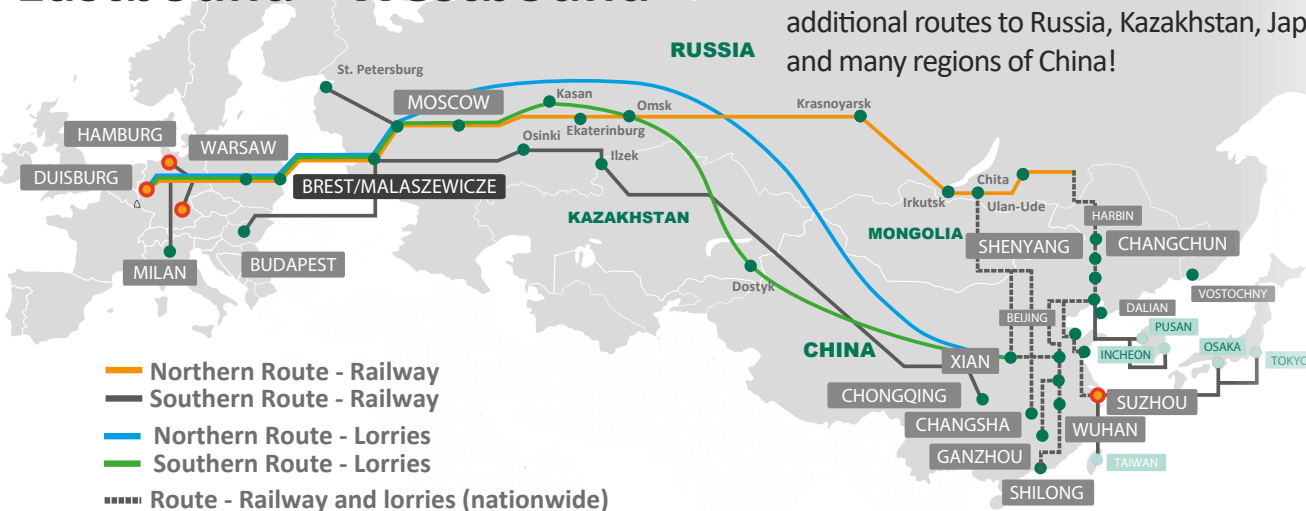 additional routes to Russia, Kazakhstan, Jap
and many regions of China!
RUSSIA
St. Petersburg
MOSCOW
Kasan
Omsk
Krasnoyarsk
HAMBURG
WARSAW
Osinki
Ekaterinburg
Ilzek
DUISBURG
BREST/MALASZEWICZE
Chita
Irkutsk
Ulan-Ude
KAZAKHSTAN
HARBIN
MONGOLIA
SHENYANG
CHANGCHUN
MILAN
BUDAPEST
Dostyk
VOSTOCHNY
BEIJING
DALIAN
PUSAN
CHINA
XIAN
INCHEON
OSAKA
TOKYO
Northern Route - Railway
Southern Route - Railway
CHONGQING
SUZHOU
CHANGSHA
WUHAN
Northern Route - Lorries
Southern Route - Lorries
GANZHOU
TAIWAN
Route - Railway and lorries (nationwide)
SHILONG